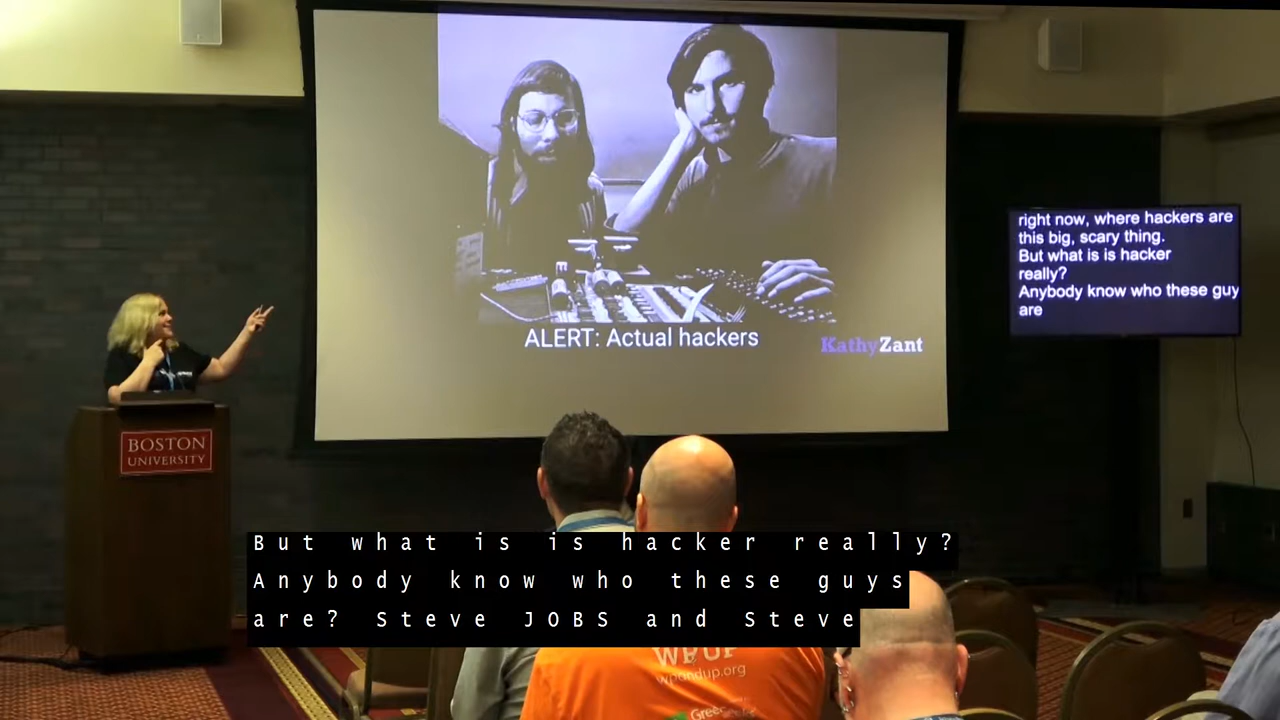 right now, where hackers are
this big, scary thing.
But what is is hacker
really?
Anybody know who these guy
are
ALERT: Actual hackers
KathyZant
BOSTON
UNIVERSITY
But what is is hacker really?
Anybody know who these guys
are? Steve JOBS and Steve
wpandup.org